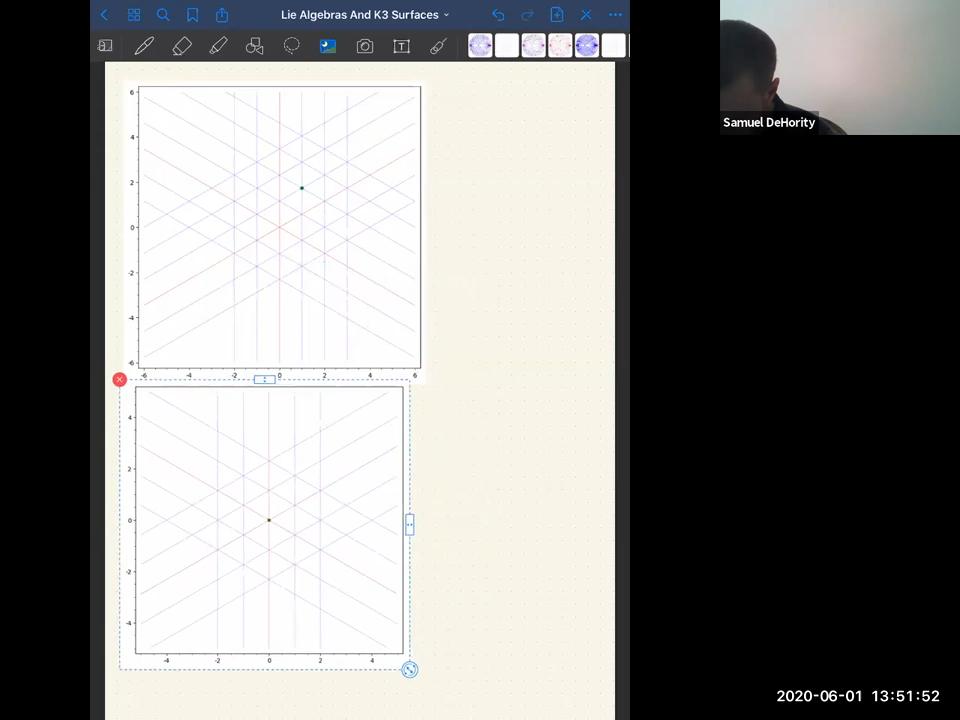 Lie Algebras And K3 Surfaces
T
Samuel DeHority
6
4
2
0
-2
-4
-6
-6 -2 0 2 4 6
4
2
0
-2
-4
-4 -2 0 2 4
2020-06-01 13:51:52